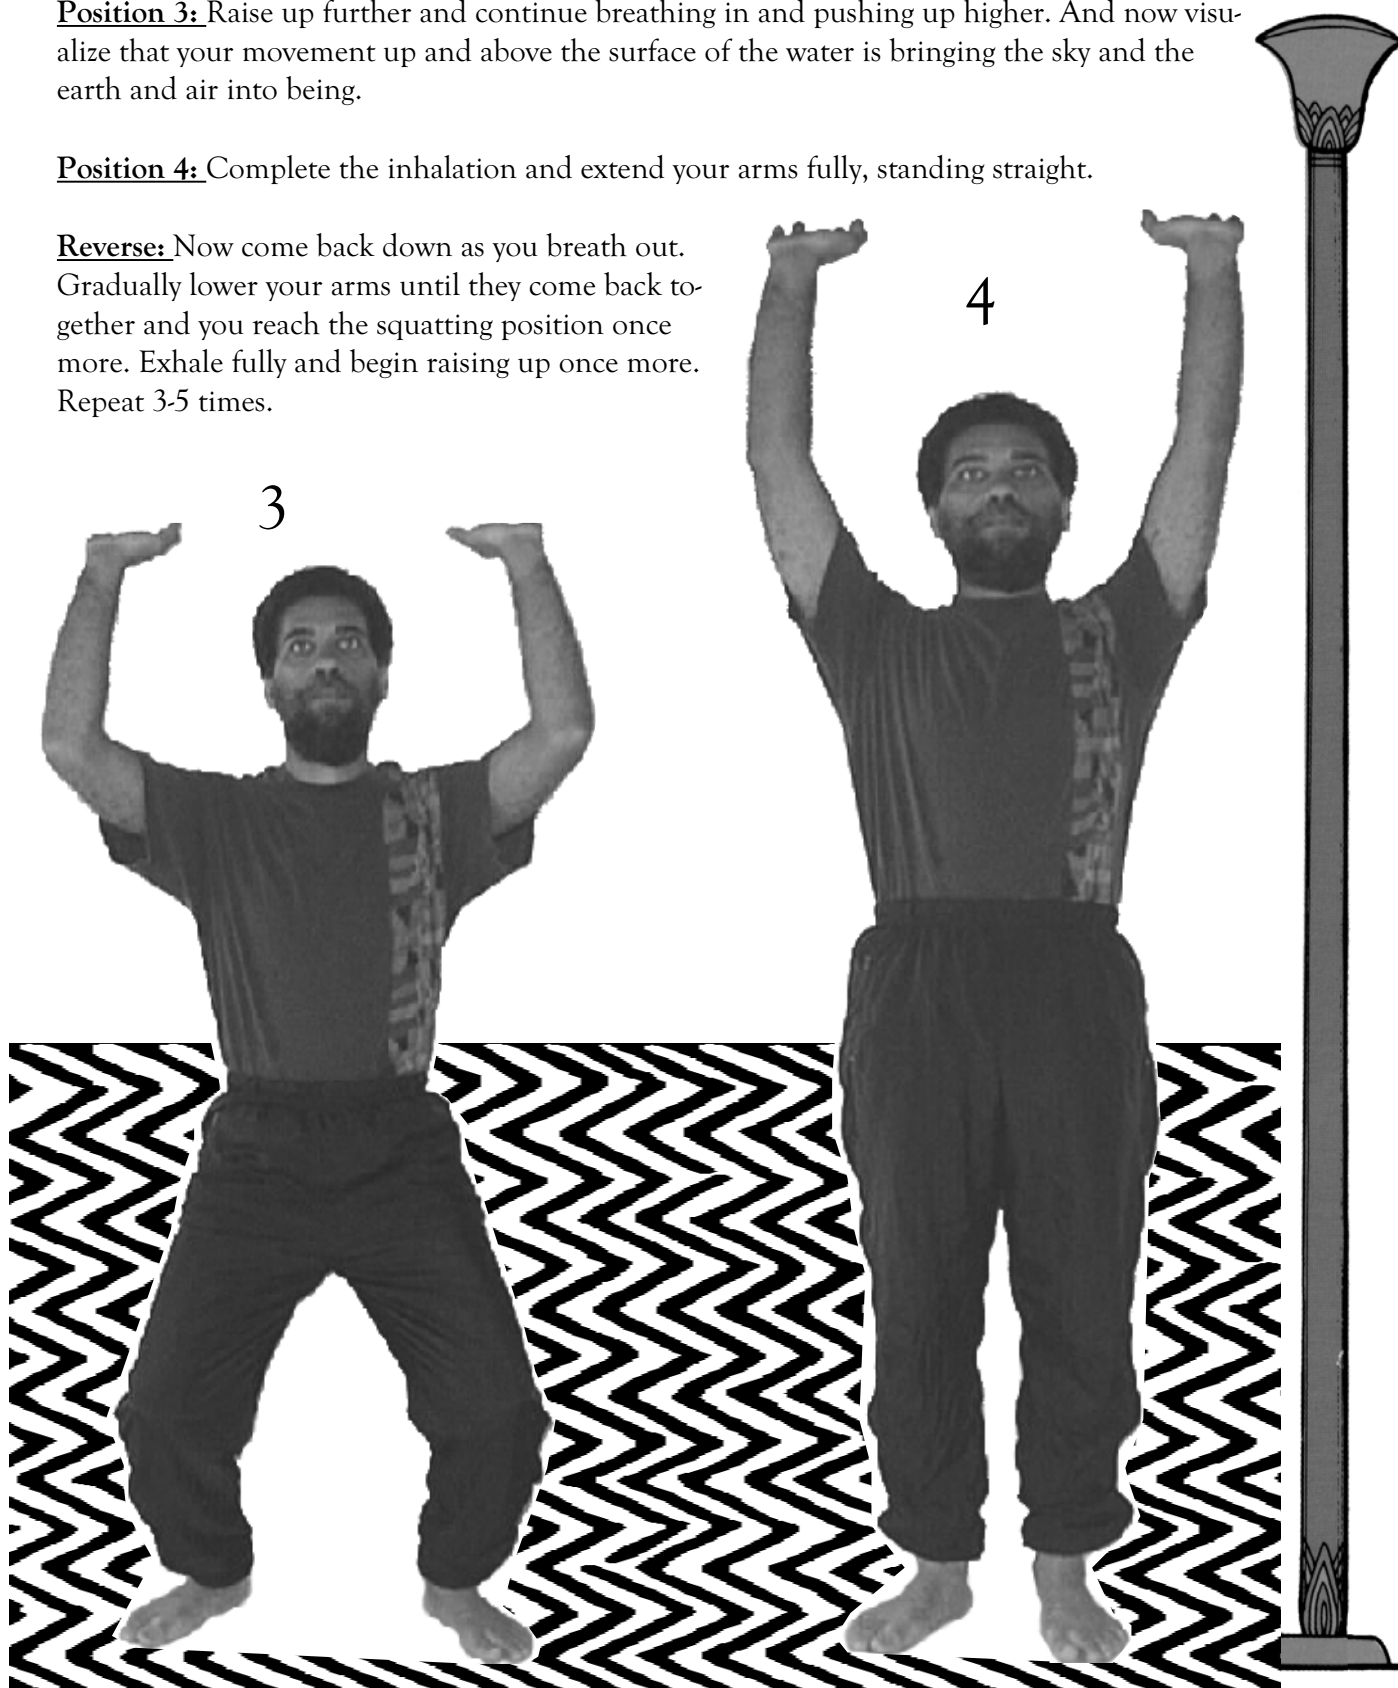 Position 3: Raise up further and continue breathing in and pushing up higher. And now visu-
alize that your movement up and above the surface of the water is bringing the sky and the
earth and air into being.
Position 4: Complete the inhalation and extend your arms fully, standing straight.
Reverse: Now come back down as you breath out.
Gradually lower your arms until they come back to-
gether and you reach the squatting position once
more. Exhale fully and begin raising up once more.
Repeat 3-5 times.
4
3